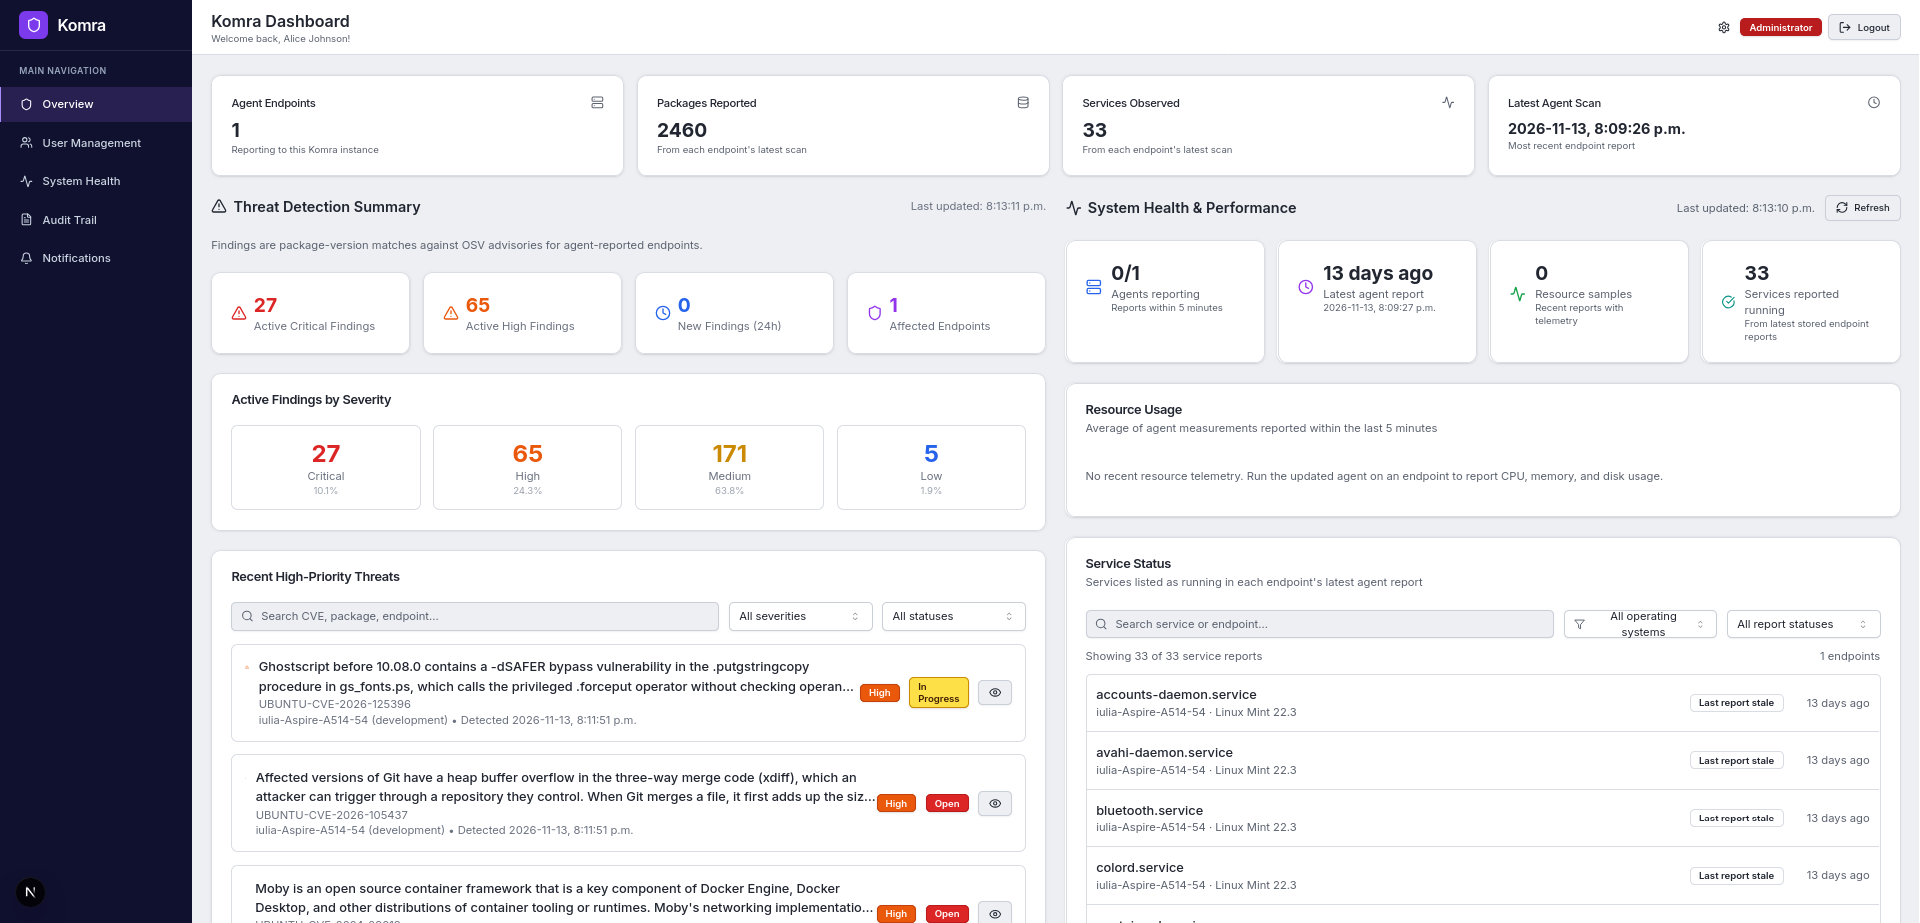 Komra
MAIN NAVIGATION
Overview
User Management
System Health
Audit Trail
Notifications
N
Komra Dashboard
Welcome back, Alice Johnson!
Administrator
Logout
Agent Endpoints
1
Reporting to this Komra instance
Packages Reported
2460
From each endpoint's latest scan
Services Observed
33
From each endpoint's latest scan
Latest Agent Scan
2026-11-13, 8:09:26 p.m.
Most recent endpoint report
Threat Detection Summary
Last updated: 8:13:11 p.m.
Findings are package-version matches against OSV advisories for agent-reported endpoints.
27
Active Critical Findings
65
Active High Findings
0
New Findings (24h)
1
Affected Endpoints
Active Findings by Severity
27
Critical
10.1%
65
High
24.3%
171
Medium
63.8%
5
Low
1.9%
Recent High-Priority Threats
Search CVE, package, endpoint...
All severities
All statuses
Ghostscript before 10.08.0 contains a -dSAFER bypass vulnerability in the .putgstringcopy
procedure in gs_fonts.ps, which calls the privileged .forceput operator without checking operan...
UBUNTU-CVE-2026-125396
iulia-Aspire-A514-54 (development) • Detected 2026-11-13, 8:11:51 p.m.
High
In
Progress
Affected versions of Git have a heap buffer overflow in the three-way merge code (xdiff), which an
attacker can trigger through a repository they control. When Git merges a file, it first adds up the siz...
UBUNTU-CVE-2026-105437
iulia-Aspire-A514-54 (development) • Detected 2026-11-13, 8:11:51 p.m.
High
Open
Moby is an open source container framework that is a key component of Docker Engine, Docker
Desktop, and other distributions of container tooling or runtimes. Moby's networking implementatio...
High
Open
System Health & Performance
Last updated: 8:13:10 p.m.
Refresh
0/1
Agents reporting
Reports within 5 minutes
13 days ago
Latest agent report
2026-11-13, 8:09:27 p.m.
0
Resource samples
Recent reports with
telemetry
33
Services reported
running
From latest stored endpoint
reports
Resource Usage
Average of agent measurements reported within the last 5 minutes
No recent resource telemetry. Run the updated agent on an endpoint to report CPU, memory, and disk usage.
Service Status
Services listed as running in each endpoint's latest agent report
Search service or endpoint...
All operating
systems
All report statuses
Showing 33 of 33 service reports
1 endpoints
accounts-daemon.service
iulia-Aspire-A514-54 · Linux Mint 22.3
Last report stale
13 days ago
avahi-daemon.service
iulia-Aspire-A514-54 · Linux Mint 22.3
Last report stale
13 days ago
bluetooth.service
iulia-Aspire-A514-54 · Linux Mint 22.3
Last report stale
13 days ago
colord.service
iulia-Aspire-A514-54 · Linux Mint 22.3
Last report stale
13 days ago